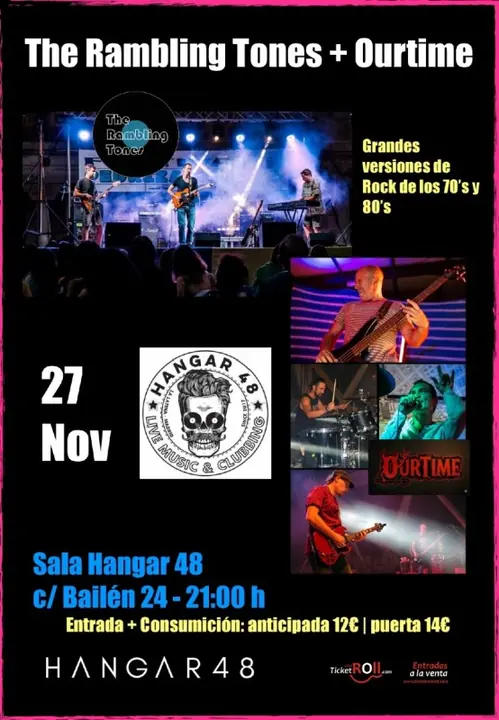 The Rambling Tones + Ourtime
The
Rambling
Tones
Grandes
versiones de
Rock de los 70's y
80's
27
Nov
HANGAR 48
LIVE MUSIC & CLUBBING
OURTIME
Sala Hangar 48
c/ Bailén 24 - 21:00 h
Entrada + Consumición: anticipada 12€ | puerta 14€
HANGAR48
TicketROll.com
Entradas
a la venta